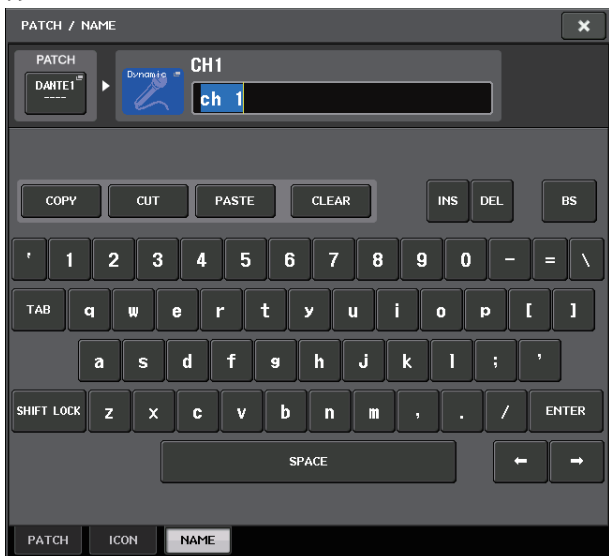 PATCH / NAME ×
PATCH
DANTE1
----
Dynamic
CH1
ch 1
COPY CUT PASTE CLEAR INS DEL BS
' 1 2 3 4 5 6 7 8 9 0 - = \
TAB q w e r t y u i o p [ ]
a s d f g h j k l ; '
SHIFT LOCK z x c v b n m , . / ENTER
SPACE ← →
PATCH ICON NAME